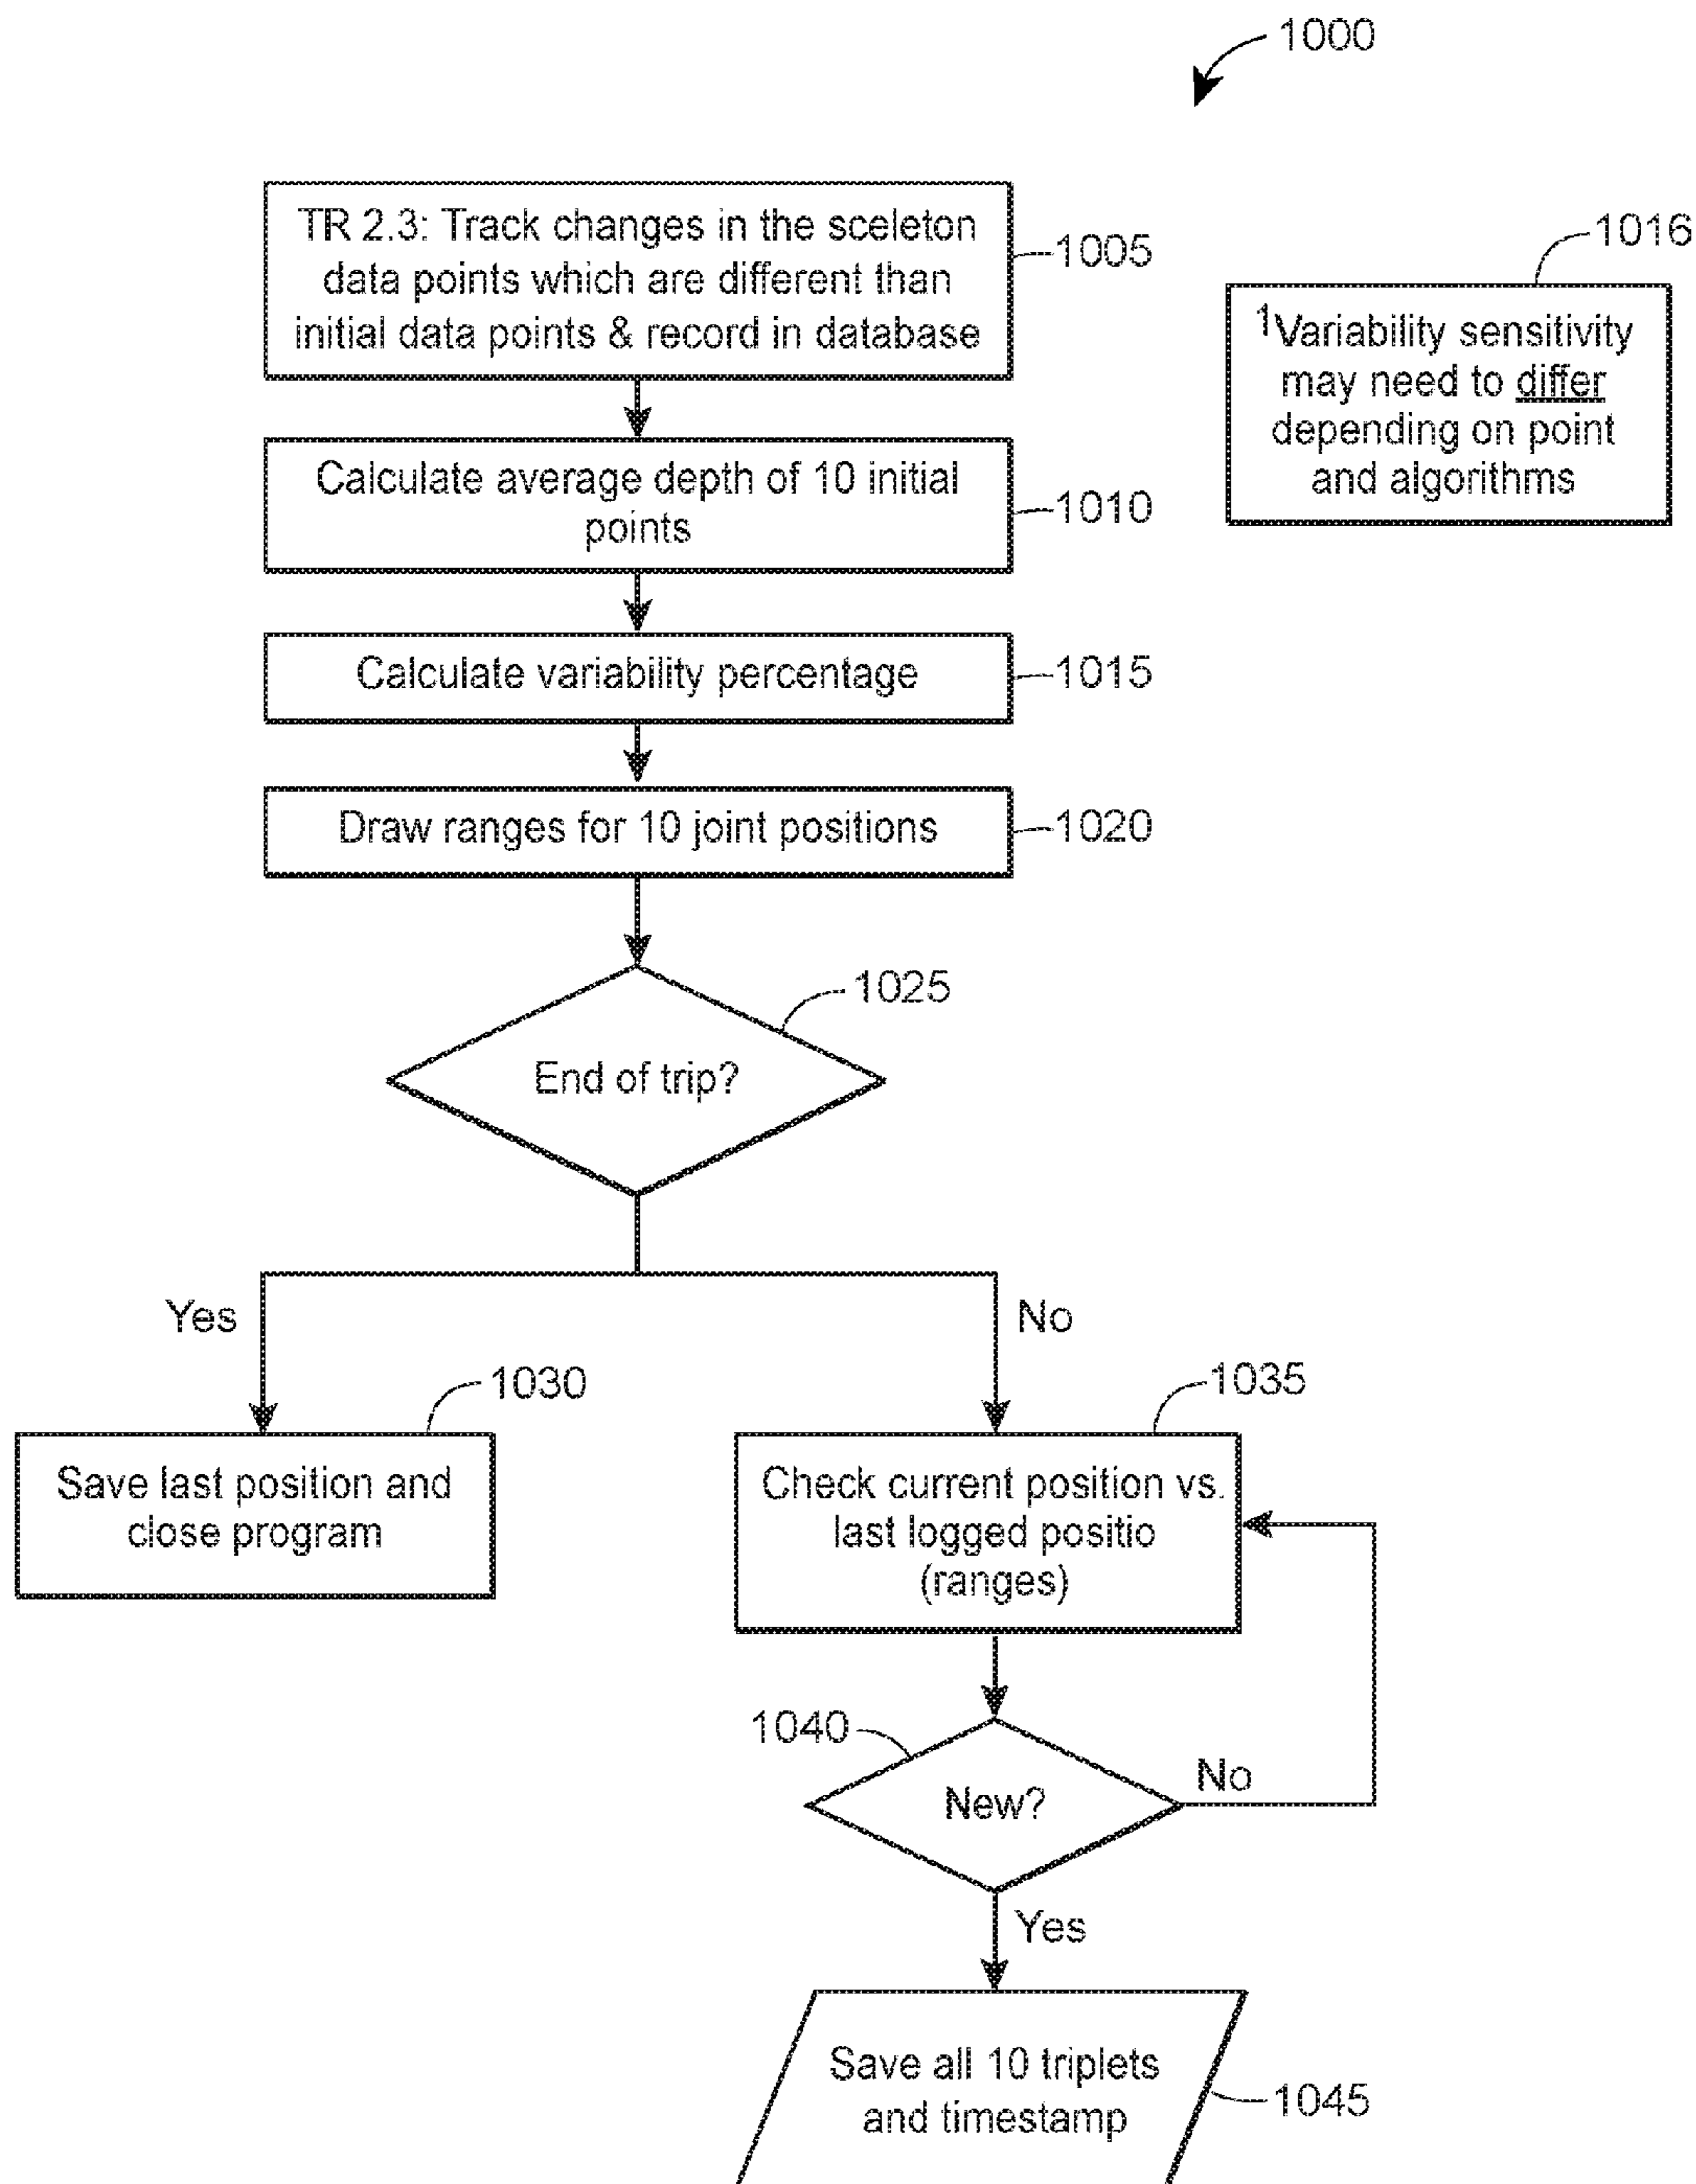 1000
TR 2.3: Track changes in the sceleton
data points which are different than
initial data points & record in database
1005
1016
1Variability sensitivity
may need to differ
depending on point
and algorithms
Calculate average depth of 10 initial
points
1010
Calculate variability percentage
1015
Draw ranges for 10 joint positions
1020
1025
End of trip?
Yes
No
1030
Save last position and
close program
1035
Check current position vs.
last logged positio
(ranges)
1040
New?
No
Yes
Save all 10 triplets
and timestamp
1045